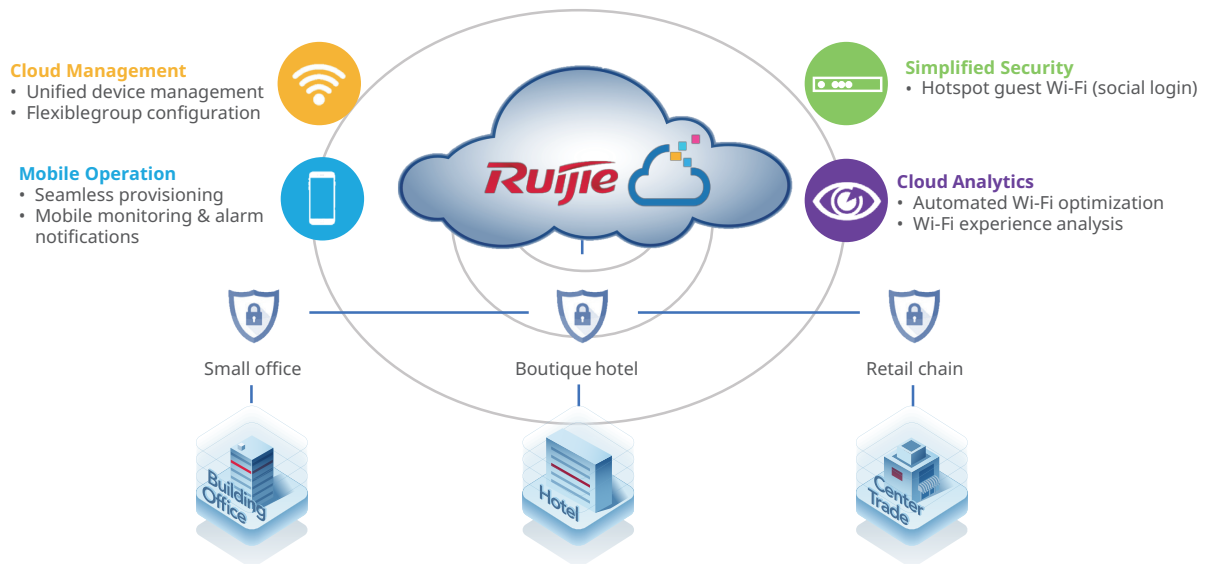 Cloud Management
• Unified device management
• Flexiblegroup configuration
Mobile Operation
• Seamless provisioning
• Mobile monitoring & alarm
notifications
Ruijie
Simplified Security
• Hotspot guest Wi-Fi (social login)
Cloud Analytics
• Automated Wi-Fi optimization
• Wi-Fi experience analysis
Small office
Boutique hotel
Retail chain
Building
Office
Hotel
Center
Trade